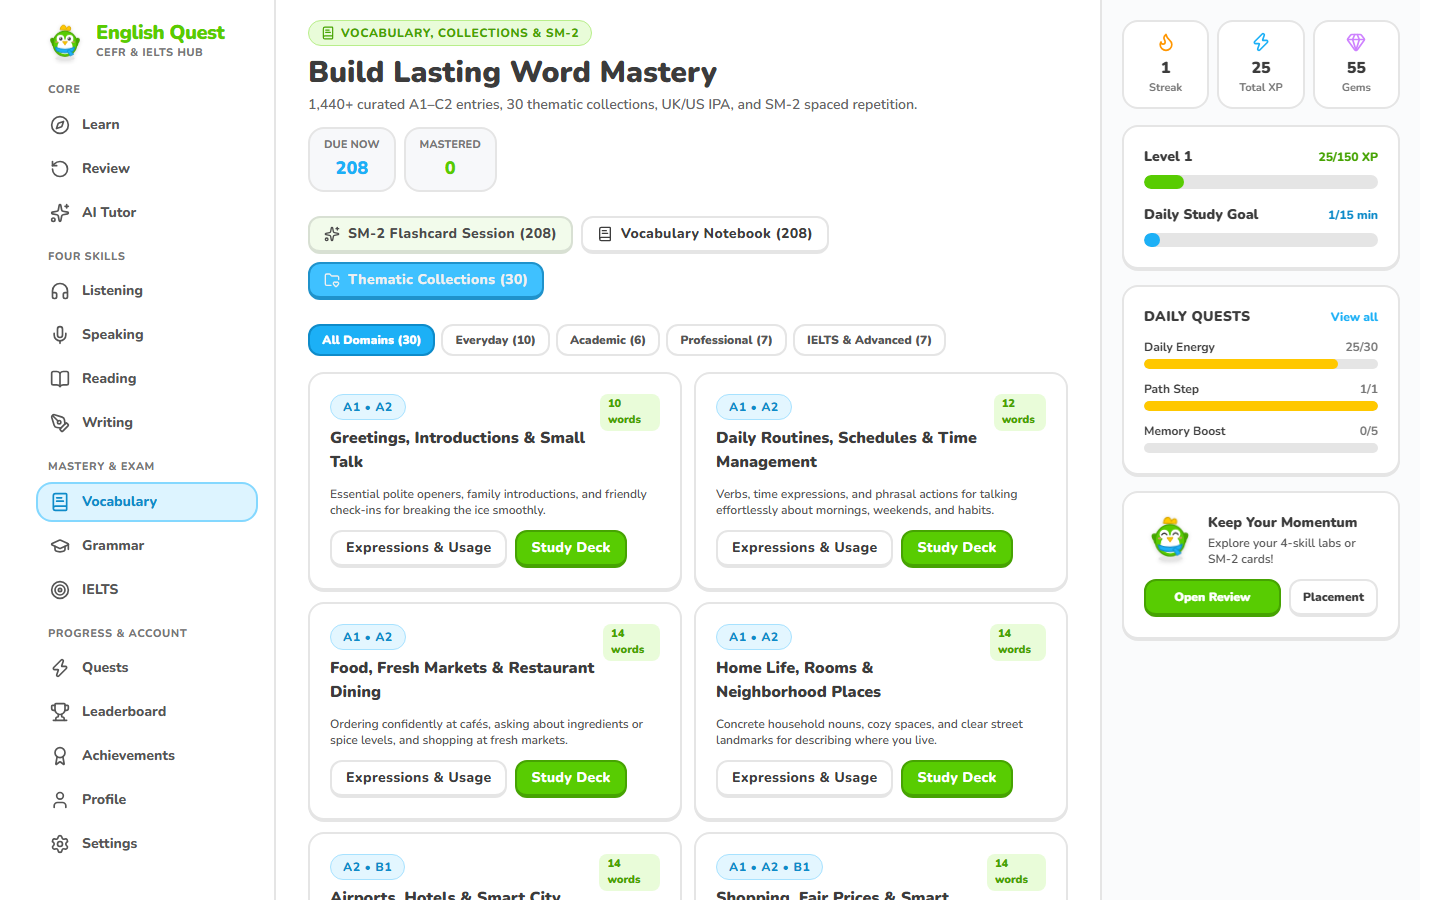 English Quest
CEFR & IELTS HUB
CORE
Learn
Review
AI Tutor
FOUR SKILLS
Listening
Speaking
Reading
Writing
MASTERY & EXAM
Vocabulary
Grammar
IELTS
PROGRESS & ACCOUNT
Quests
Leaderboard
Achievements
Profile
Settings
VOCABULARY, COLLECTIONS & SM-2
Build Lasting Word Mastery
1,440+ curated A1–C2 entries, 30 thematic collections, UK/US IPA, and SM-2 spaced repetition.
DUE NOW
208
MASTERED
0
SM-2 Flashcard Session (208)
Vocabulary Notebook (208)
Thematic Collections (30)
All Domains (30)
Everyday (10)
Academic (6)
Professional (7)
IELTS & Advanced (7)
A1 • A2
10
words
Greetings, Introductions & Small
Talk
Essential polite openers, family introductions, and friendly
check-ins for breaking the ice smoothly.
Expressions & Usage
Study Deck
A1 • A2
12
words
Daily Routines, Schedules & Time
Management
Verbs, time expressions, and phrasal actions for talking
effortlessly about mornings, weekends, and habits.
Expressions & Usage
Study Deck
A1 • A2
14
words
Food, Fresh Markets & Restaurant
Dining
Ordering confidently at cafés, asking about ingredients or
spice levels, and shopping at fresh markets.
Expressions & Usage
Study Deck
A1 • A2
14
words
Home Life, Rooms &
Neighborhood Places
Concrete household nouns, cozy spaces, and clear street
landmarks for describing where you live.
Expressions & Usage
Study Deck
A2 • B1
14
words
Airports, Hotels & Smart City
A1 • A2 • B1
14
words
Shopping, Fair Prices & Smart
1
Streak
25
Total XP
55
Gems
Level 1
25/150 XP
Daily Study Goal
1/15 min
DAILY QUESTS
View all
Daily Energy
25/30
Path Step
1/1
Memory Boost
0/5
Keep Your Momentum
Explore your 4-skill labs or
SM-2 cards!
Open Review
Placement